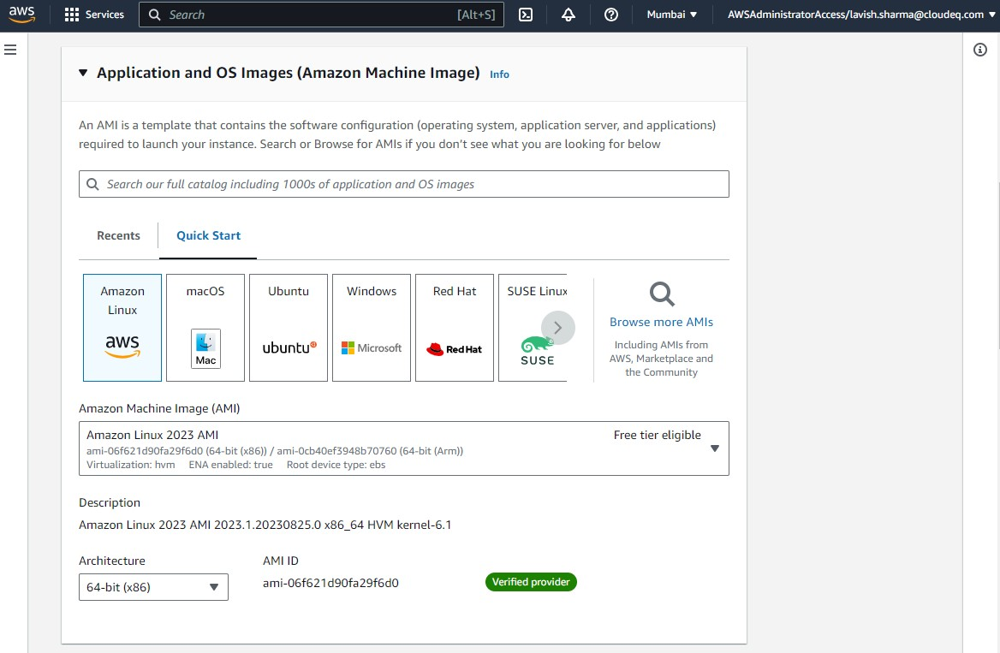 aws
Services
Search
[Alt+S]
Mumbai
AWSAdministratorAccess/lavish.sharma@cloudeq.com
Application and OS Images (Amazon Machine Image) Info
An AMI is a template that contains the software configuration (operating system, application server, and applications)
required to launch your instance. Search or Browse for AMIs if you don't see what you are looking for below
Search our full catalog including 1000s of application and OS images
Recents
Quick Start
Amazon
Linux
aws
macOS
Mac
Ubuntu
ubuntu
Windows
Microsoft
Red Hat
Red Hat
SUSE Linux
SUSE
Browse more AMIs
Including AMIs from
AWS, Marketplace and
the Community
Amazon Machine Image (AMI)
Amazon Linux 2023 AMI
Free tier eligible
ami-06f621d90fa29f6d0 (64-bit (x86)) / ami-0cb40ef3948b70760 (64-bit (Arm))
Virtualization: hvm ENA enabled: true Root device type: ebs
Description
Amazon Linux 2023 AMI 2023.1.20230825.0 x86_64 HVM kernel-6.1
Architecture
64-bit (x86)
AMI ID
ami-06f621d90fa29f6d0
Verified provider